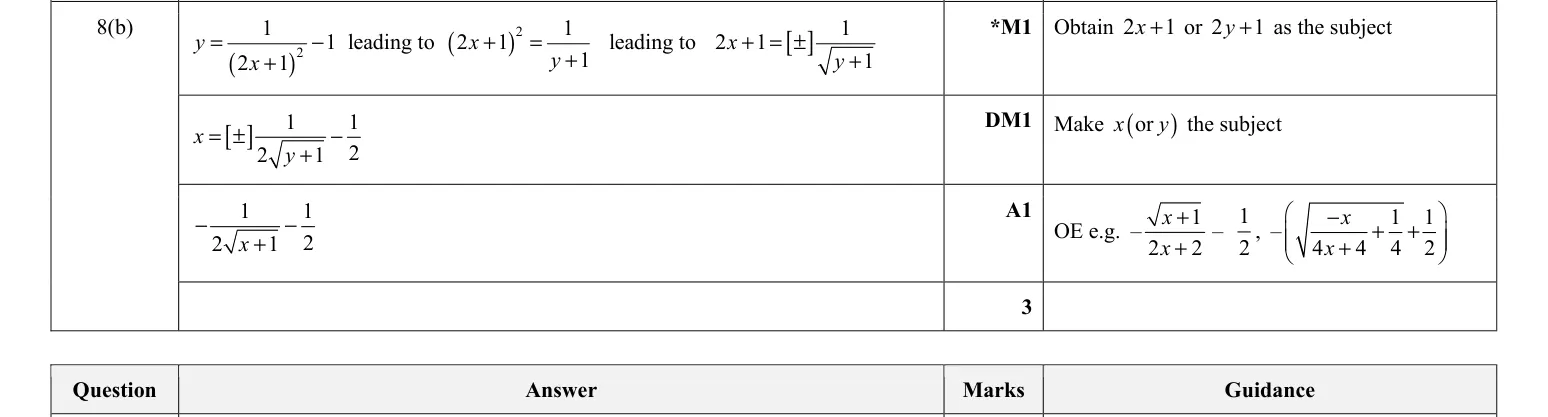 8(b)
y = 1/(2x+1)² − 1 leading to (2x+1)² = 1/(y+1) leading to 2x+1 = [±] 1/√(y+1)
*M1
Obtain 2x+1 or 2y+1 as the subject
x = [±] 1/(2√(y+1)) − 1/2
DM1
Make x (or y) the subject
− 1/(2√(x+1)) − 1/2
A1
OE e.g. − √(x+1)/(2x+2) − 1/2, −(√(−x/(4x+4) + 1/4) + 1/2)
3
Question Answer Marks Guidance